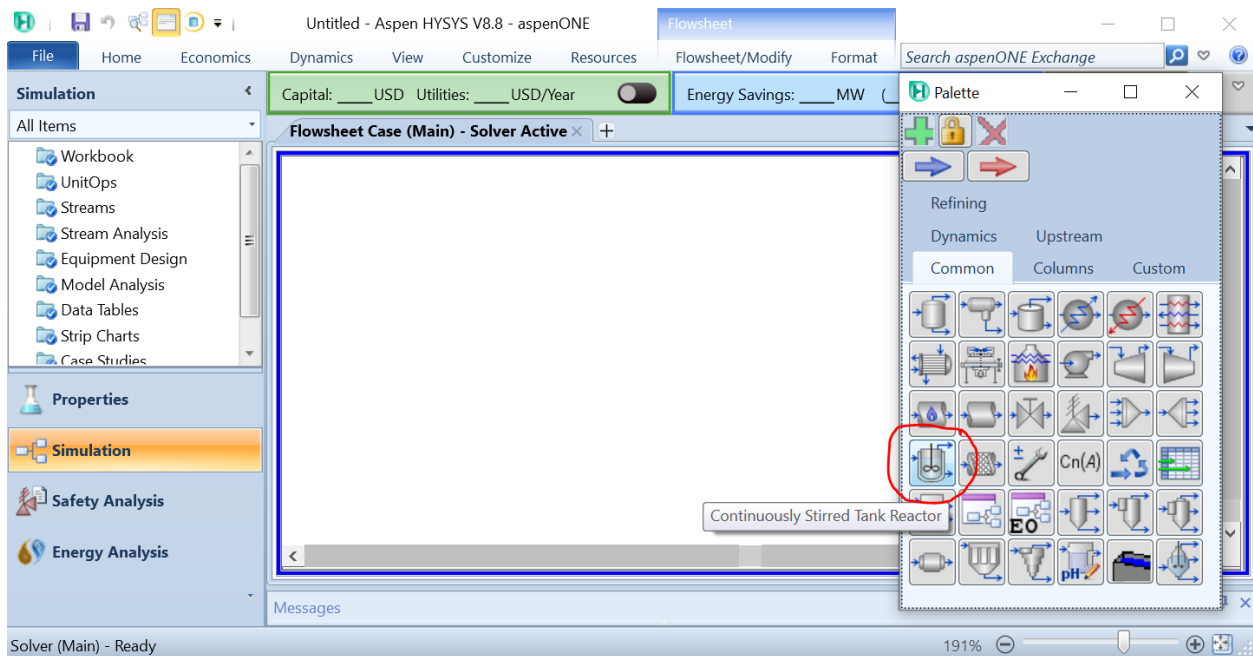 Untitled - Aspen HYSYS V8.8 - aspenONE
Flowsheet
File Home Economics Dynamics View Customize Resources Flowsheet/Modify Format Search aspenONE Exchange
Simulation
Capital: ____USD Utilities: ____USD/Year
Energy Savings: ____MW (
Palette
All Items
Flowsheet Case (Main) - Solver Active
Workbook
UnitOps
Streams
Stream Analysis
Equipment Design
Model Analysis
Data Tables
Strip Charts
Case Studies
Properties
Simulation
Safety Analysis
Energy Analysis
Refining
Dynamics Upstream
Common Columns Custom
Cn(A)
Continuously Stirred Tank Reactor
EO
pH
Messages
Solver (Main) - Ready
191%